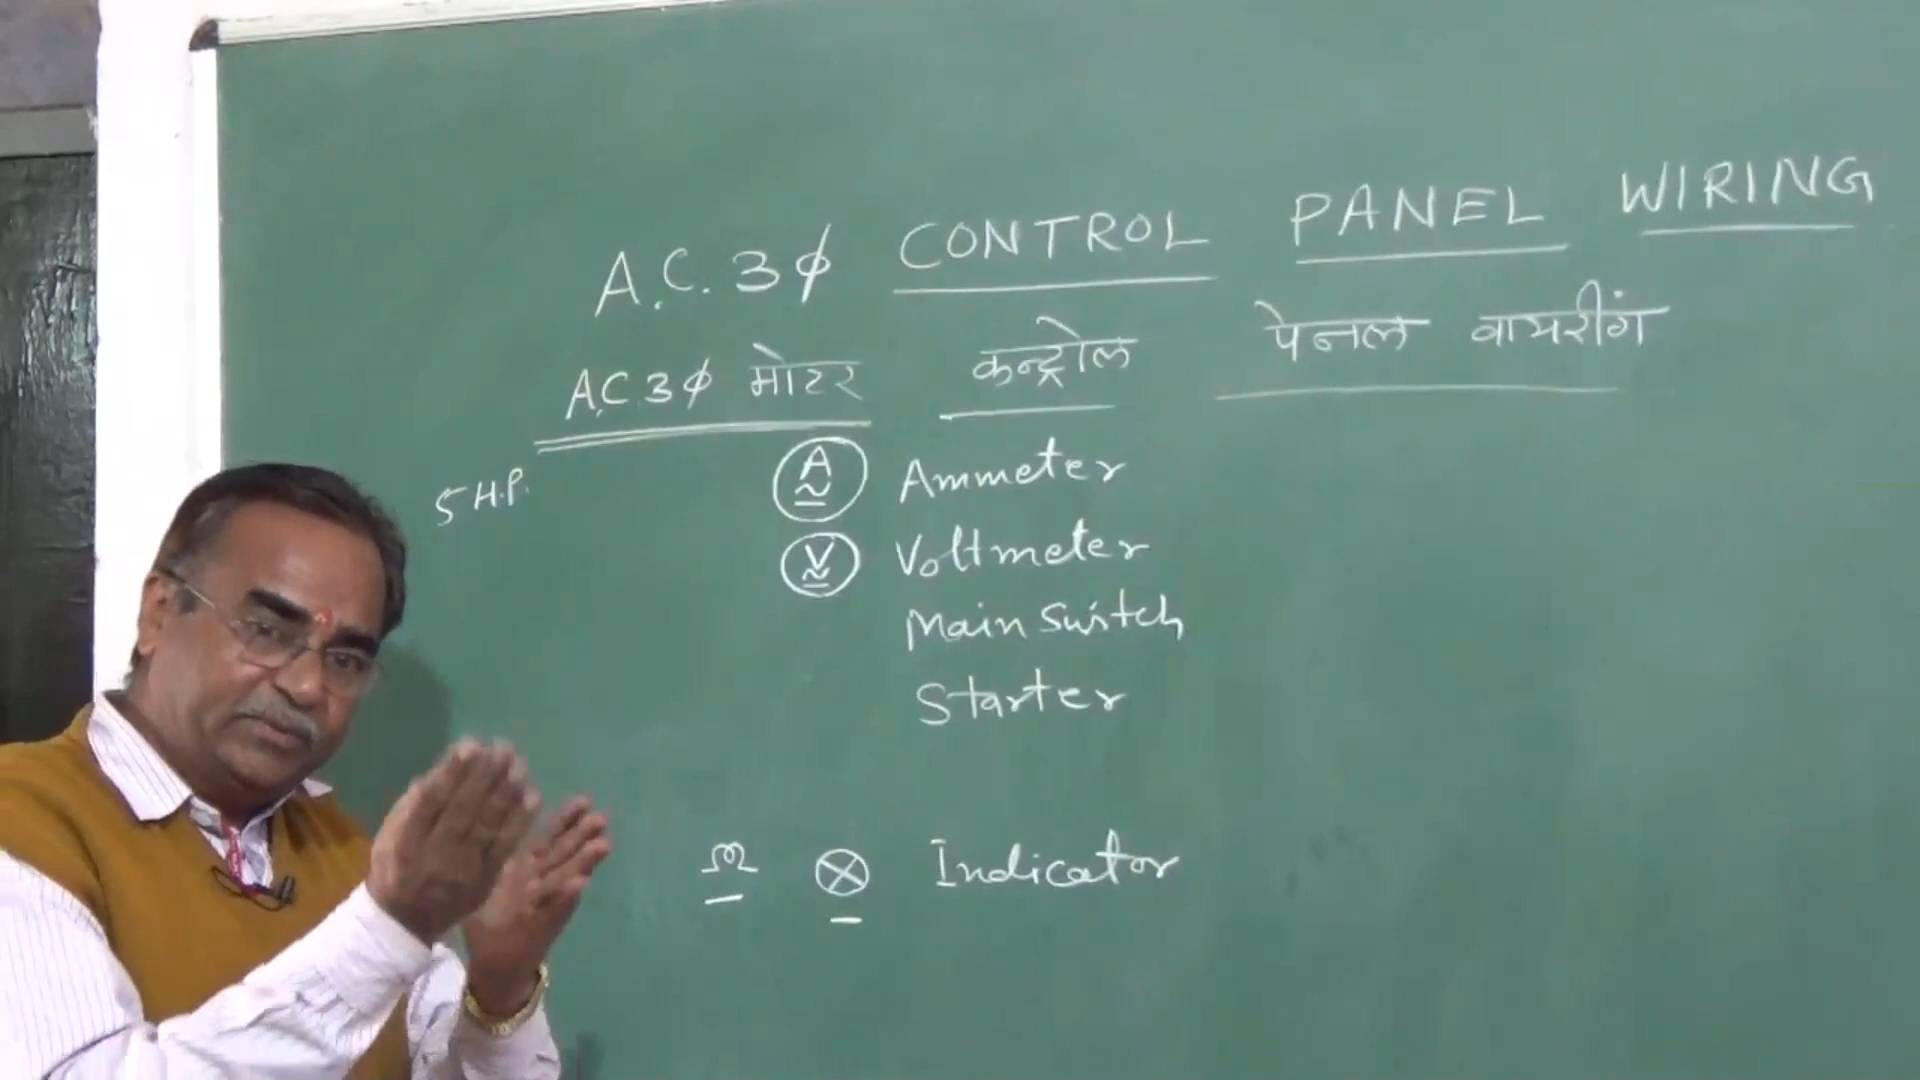 A.C. 3ϕ CONTROL PANEL WIRING
A.C 3ϕ मोटर कन्ट्रोल पेनल वायरींग
5 H.P.
A Ammeter
V Voltmeter
Main Switch
Starter
Indicator